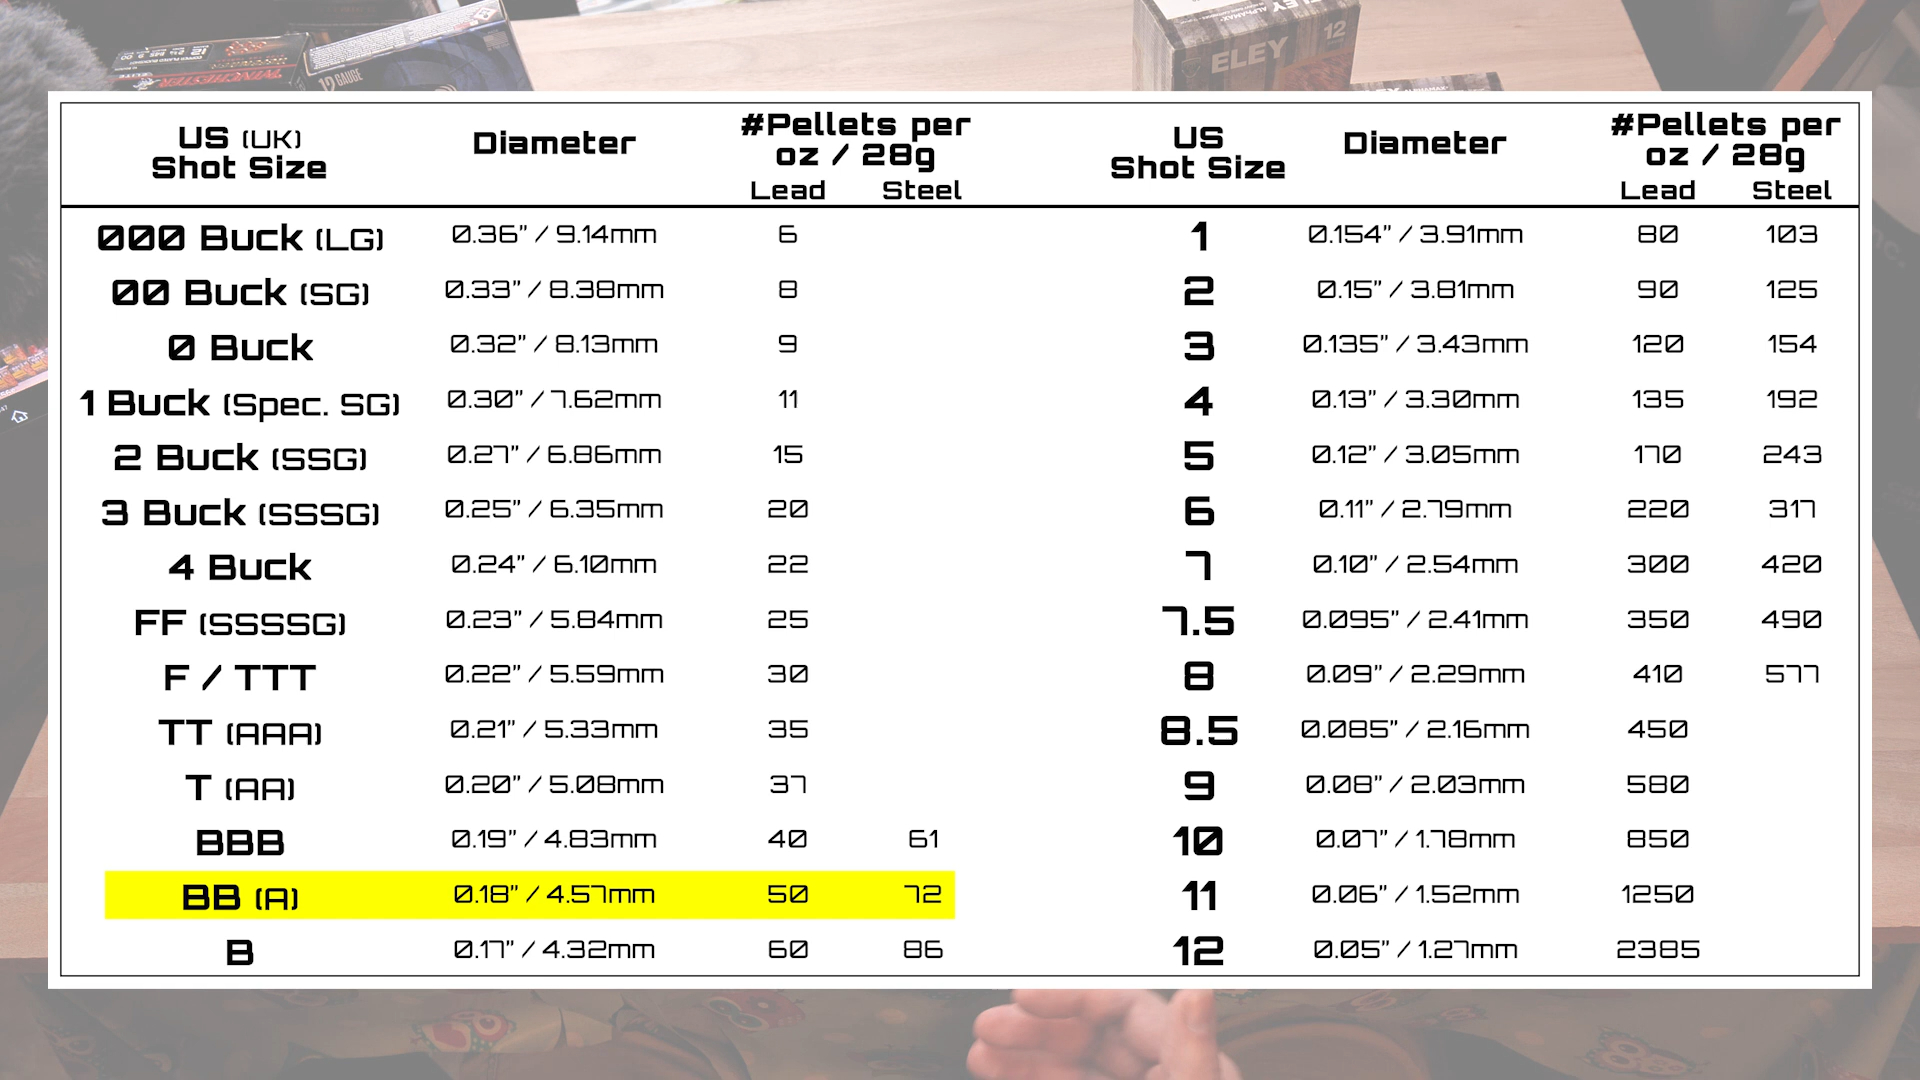 WINCHESTER
12 GAUGE
ELEY
12
US (UK) Shot Size Diameter #Pellets per oz / 28g Lead Steel
US Shot Size Diameter #Pellets per oz / 28g Lead Steel
000 Buck (LG) 0.36" / 9.14mm 6
1 0.154" / 3.91mm 80 103
00 Buck (SG) 0.33" / 8.38mm 8
2 0.15" / 3.81mm 90 125
0 Buck 0.32" / 8.13mm 9
3 0.135" / 3.43mm 120 154
1 Buck (Spec. SG) 0.30" / 7.62mm 11
4 0.13" / 3.30mm 135 192
2 Buck (SSG) 0.27" / 6.86mm 15
5 0.12" / 3.05mm 170 243
3 Buck (SSSG) 0.25" / 6.35mm 20
6 0.11" / 2.79mm 220 317
4 Buck 0.24" / 6.10mm 22
7 0.10" / 2.54mm 300 420
FF (SSSSG) 0.23" / 5.84mm 25
7.5 0.095" / 2.41mm 350 490
F / TTT 0.22" / 5.59mm 30
8 0.09" / 2.29mm 410 577
TT (AAA) 0.21" / 5.33mm 35
8.5 0.085" / 2.16mm 450
T (AA) 0.20" / 5.08mm 37
9 0.08" / 2.03mm 580
BBB 0.19" / 4.83mm 40 61
10 0.07" / 1.78mm 850
BB (A) 0.18" / 4.57mm 50 72
11 0.06" / 1.52mm 1250
B 0.17" / 4.32mm 60 86
12 0.05" / 1.27mm 2385